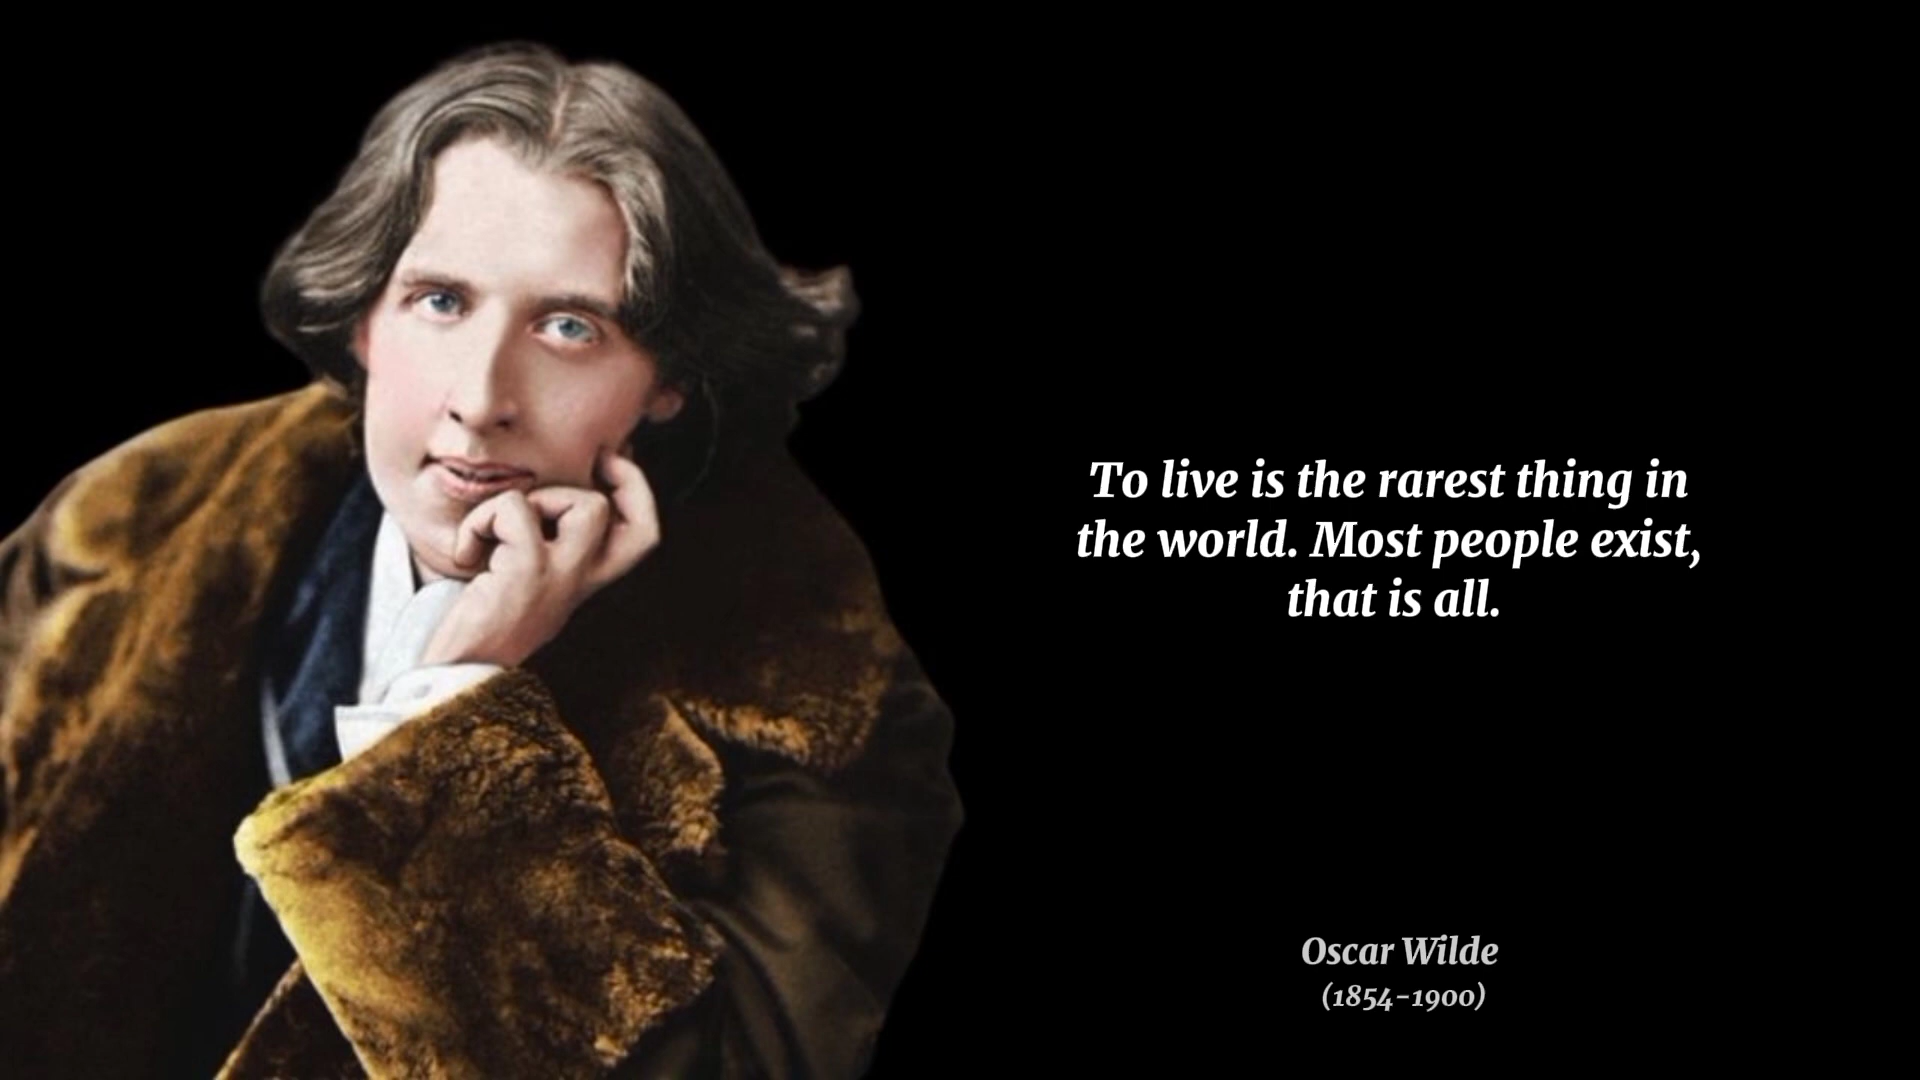 To live is the rarest thing in
the world. Most people exist,
that is all.
Oscar Wilde
(1854-1900)